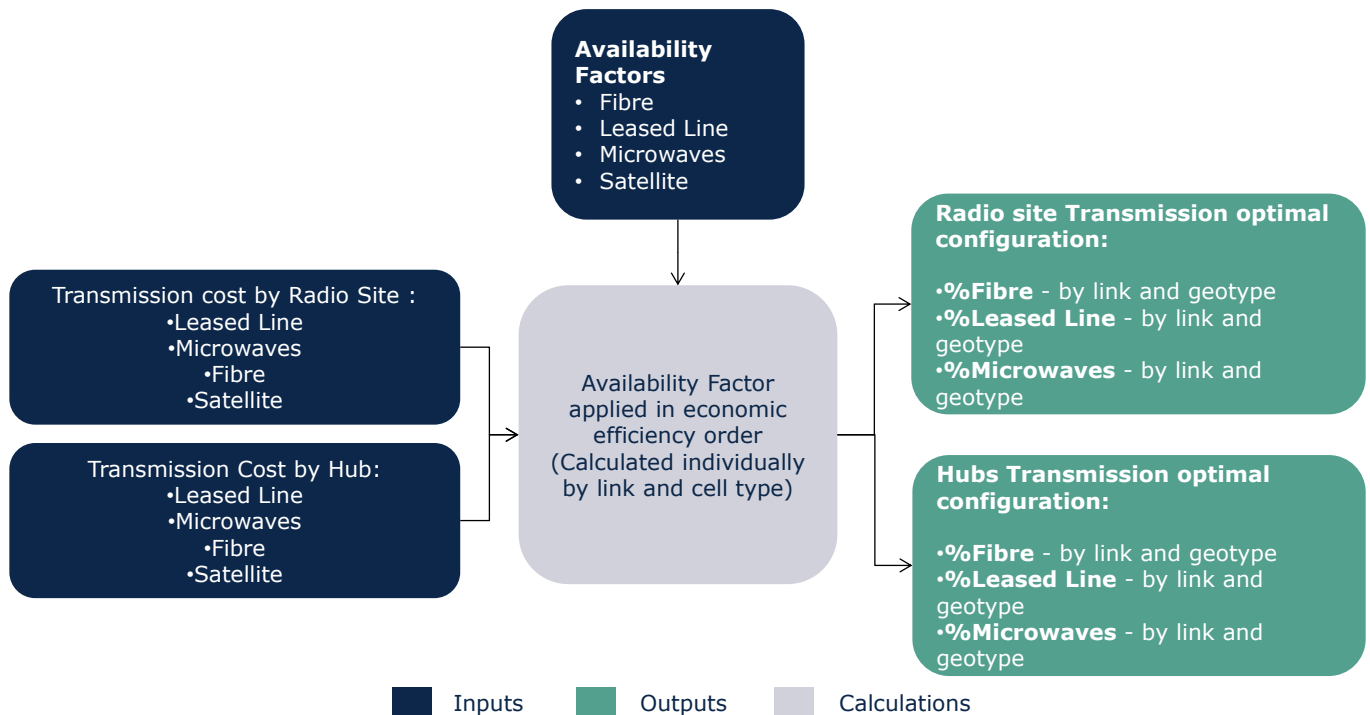 Availability
Factors
• Fibre
• Leased Line
• Microwaves
• Satellite
Transmission cost by Radio Site :
•Leased Line
•Microwaves
•Fibre
•Satellite
Transmission Cost by Hub:
•Leased Line
•Microwaves
•Fibre
•Satellite
Availability Factor
applied in economic
efficiency order
(Calculated individually
by link and cell type)
Radio site Transmission optimal
configuration:
•%Fibre - by link and geotype
•%Leased Line - by link and
geotype
•%Microwaves - by link and
geotype
Hubs Transmission optimal
configuration:
•%Fibre - by link and geotype
•%Leased Line - by link and
geotype
•%Microwaves - by link and
geotype
Inputs
Outputs
Calculations